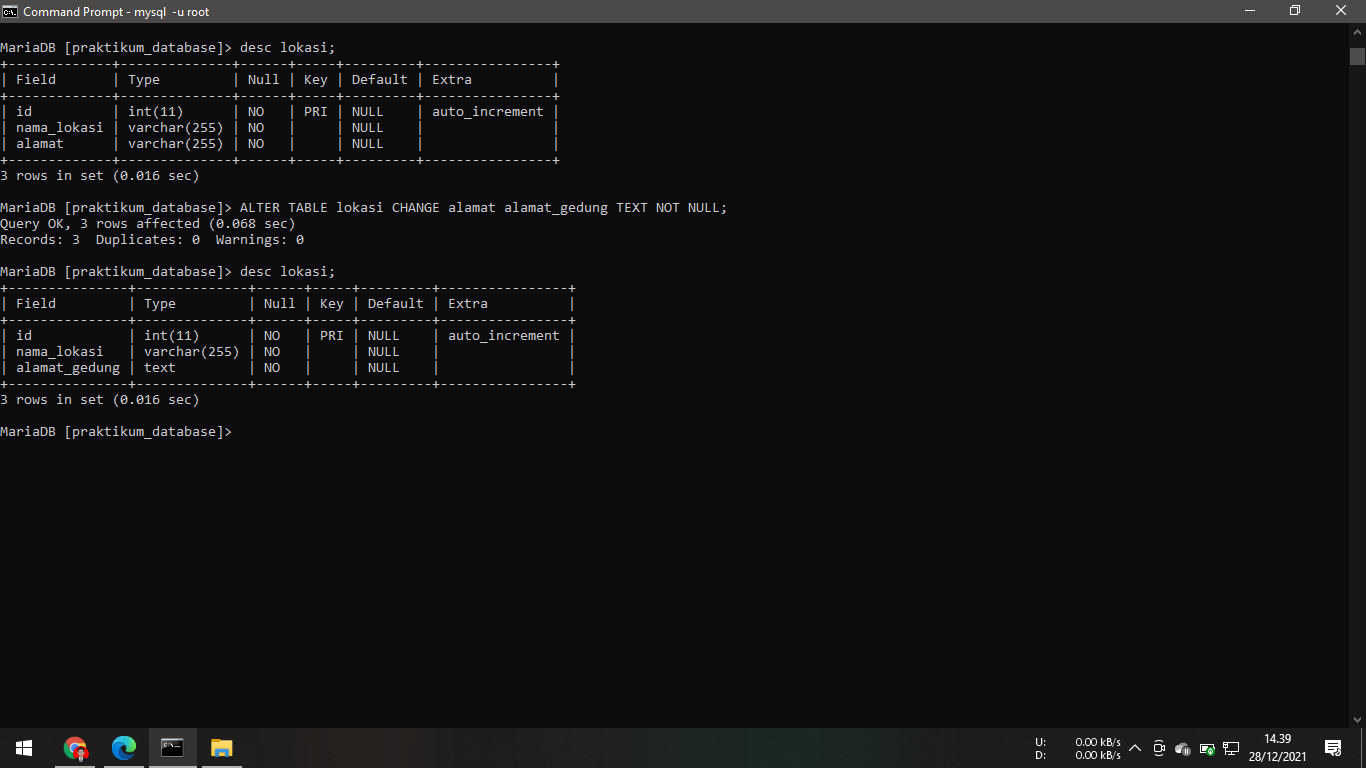 Command Prompt - mysql  -u root
MariaDB [praktikum_database]> desc lokasi;
+-------------+--------------+------+-----+---------+----------------+
| Field       | Type         | Null | Key | Default | Extra          |
+-------------+--------------+------+-----+---------+----------------+
| id          | int(11)      | NO   | PRI | NULL    | auto_increment |
| nama_lokasi | varchar(255) | NO   |     | NULL    |                |
| alamat      | varchar(255) | NO   |     | NULL    |                |
+-------------+--------------+------+-----+---------+----------------+
3 rows in set (0.016 sec)
MariaDB [praktikum_database]> ALTER TABLE lokasi CHANGE alamat alamat_gedung TEXT NOT NULL;
Query OK, 3 rows affected (0.068 sec)
Records: 3  Duplicates: 0  Warnings: 0
MariaDB [praktikum_database]> desc lokasi;
+---------------+--------------+------+-----+---------+----------------+
| Field         | Type         | Null | Key | Default | Extra          |
+---------------+--------------+------+-----+---------+----------------+
| id            | int(11)      | NO   | PRI | NULL    | auto_increment |
| nama_lokasi   | varchar(255) | NO   |     | NULL    |                |
| alamat_gedung | text         | NO   |     | NULL    |                |
+---------------+--------------+------+-----+---------+----------------+
3 rows in set (0.016 sec)
MariaDB [praktikum_database]>
U: 0.00 kB/s
D: 0.00 kB/s
14.39
28/12/2021